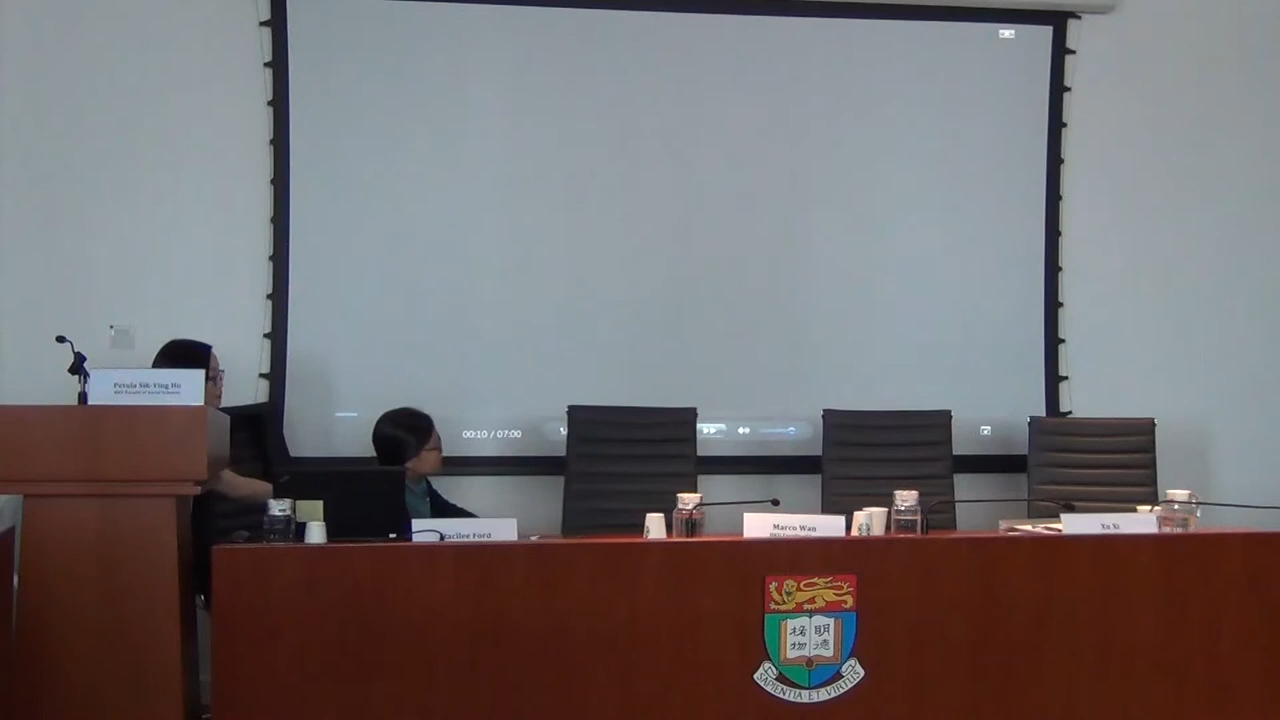 Petula Sik-Ying Ho
HKU Faculty of Social Sciences
00:10 / 07:00
Stacilee Ford
Marco Wan
Xu Xi
格物
明德
SAPIENTIA ET VIRTUS